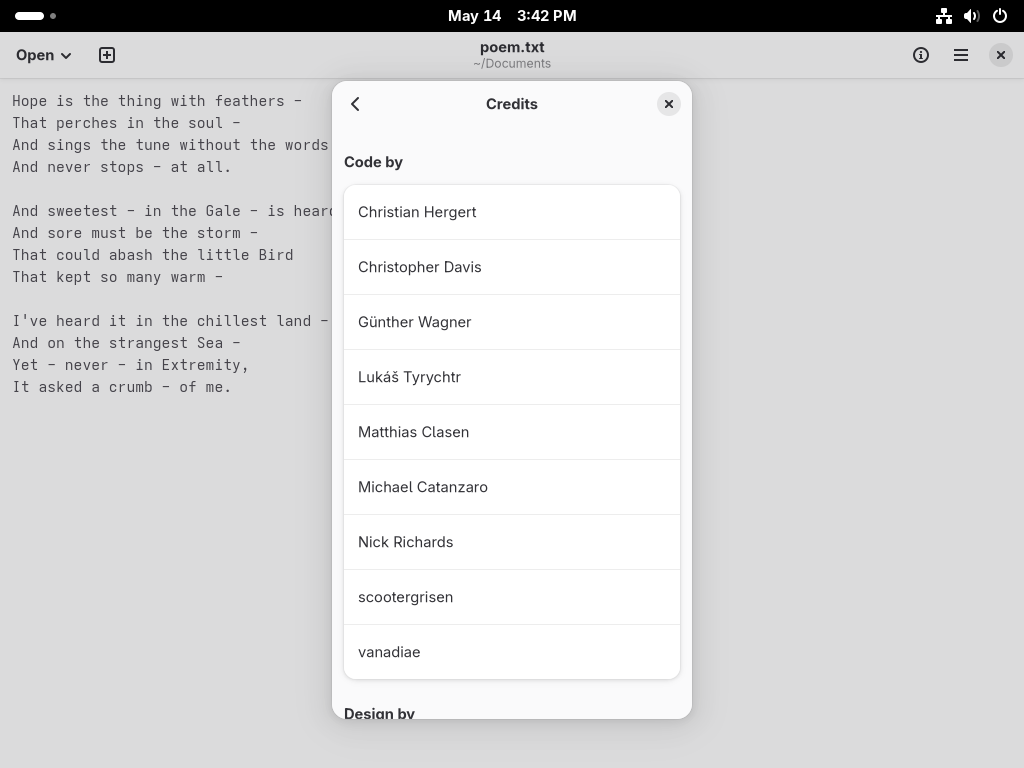 May 14 3:42 PM
Open
poem.txt
~/Documents
Hope is the thing with feathers –
That perches in the soul –
And sings the tune without the words
And never stops – at all.
And sweetest – in the Gale – is heard
And sore must be the storm –
That could abash the little Bird
That kept so many warm –
I've heard it in the chillest land –
And on the strangest Sea –
Yet – never – in Extremity,
It asked a crumb – of me.
Credits
Code by
Christian Hergert
Christopher Davis
Günther Wagner
Lukáš Tyrychtr
Matthias Clasen
Michael Catanzaro
Nick Richards
scootergrisen
vanadiae
Design by